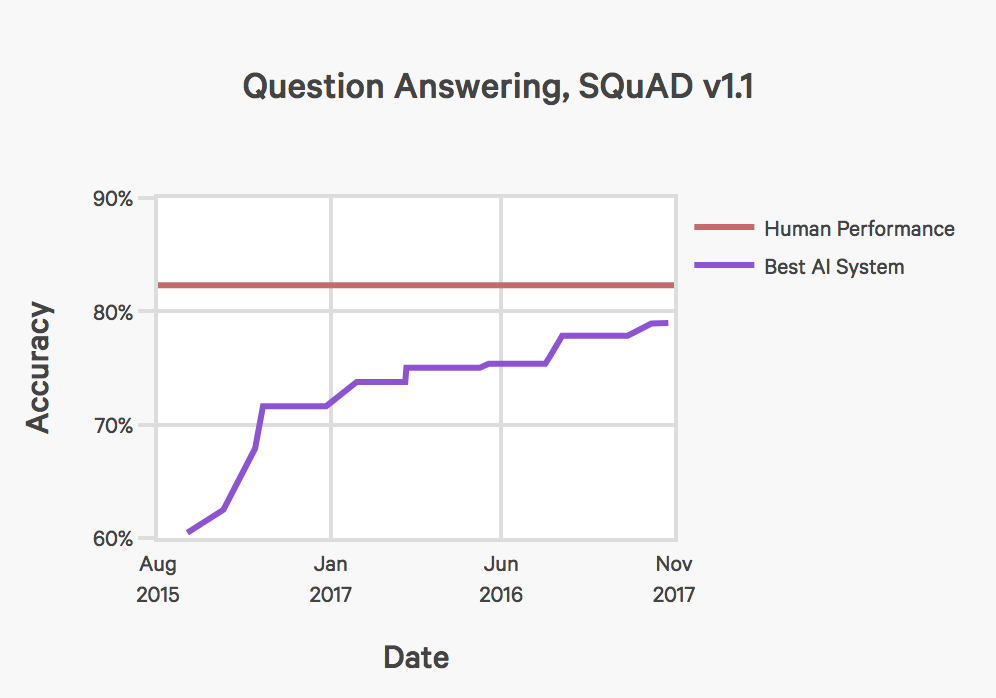 Question Answering, SQuAD v1.1
90%
80%
70%
60%
Accuracy
Human Performance
Best AI System
Aug Jan Jun Nov
2015 2017 2016 2017
Date